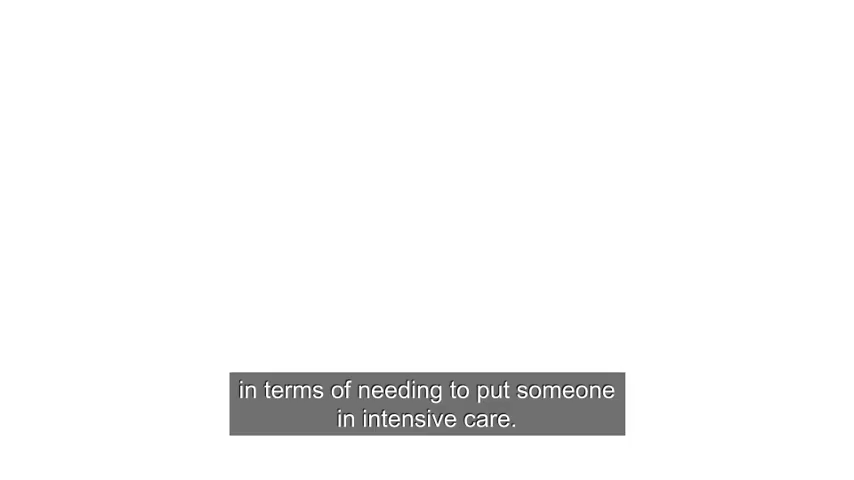 in terms of needing to put someone
in intensive care.